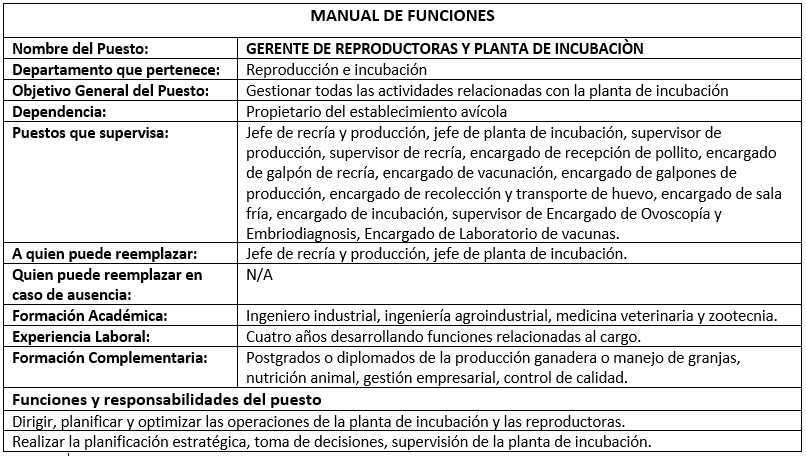 MANUAL DE FUNCIONES
Nombre del Puesto: GERENTE DE REPRODUCTORAS Y PLANTA DE INCUBACIÒN
Departamento que pertenece: Reproducción e incubación
Objetivo General del Puesto: Gestionar todas las actividades relacionadas con la planta de incubación
Dependencia: Propietario del establecimiento avícola
Puestos que supervisa: Jefe de recría y producción, jefe de planta de incubación, supervisor de
producción, supervisor de recría, encargado de recepción de pollito, encargado
de galpón de recría, encargado de vacunación, encargado de galpones de
producción, encargado de recolección y transporte de huevo, encargado de sala
fría, encargado de incubación, supervisor de Encargado de Ovoscopía y
Embriodiagnosis, Encargado de Laboratorio de vacunas.
A quien puede reemplazar: Jefe de recría y producción, jefe de planta de incubación.
Quien puede reemplazar en N/A
caso de ausencia:
Formación Académica: Ingeniero industrial, ingeniería agroindustrial, medicina veterinaria y zootecnia.
Experiencia Laboral: Cuatro años desarrollando funciones relacionadas al cargo.
Formación Complementaria: Postgrados o diplomados de la producción ganadera o manejo de granjas,
nutrición animal, gestión empresarial, control de calidad.
Funciones y responsabilidades del puesto
Dirigir, planificar y optimizar las operaciones de la planta de incubación y las reproductoras.
Realizar la planificación estratégica, toma de decisiones, supervisión de la planta de incubación.